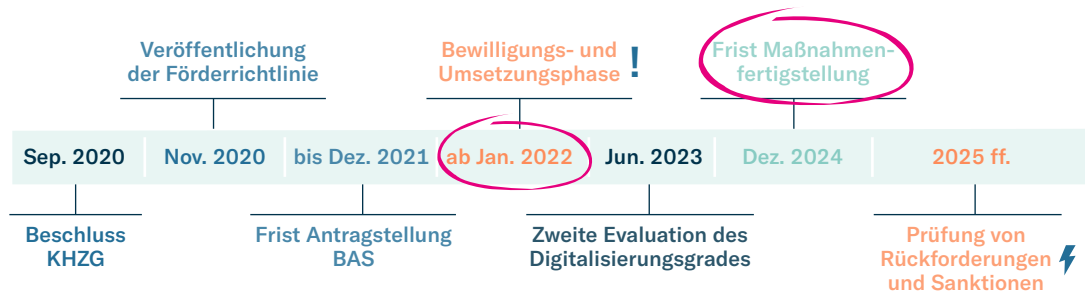 Veröffentlichung
der Förderrichtlinie
Bewilligungs- und
Umsetzungsphase !
Frist Maßnahmen-
fertigstellung
Sep. 2020
Nov. 2020
bis Dez. 2021
ab Jan. 2022
Jun. 2023
Dez. 2024
2025 ff.
Beschluss
KHZG
Frist Antragstellung
BAS
Zweite Evaluation des
Digitalisierungsgrades
Prüfung von
Rückforderungen
und Sanktionen